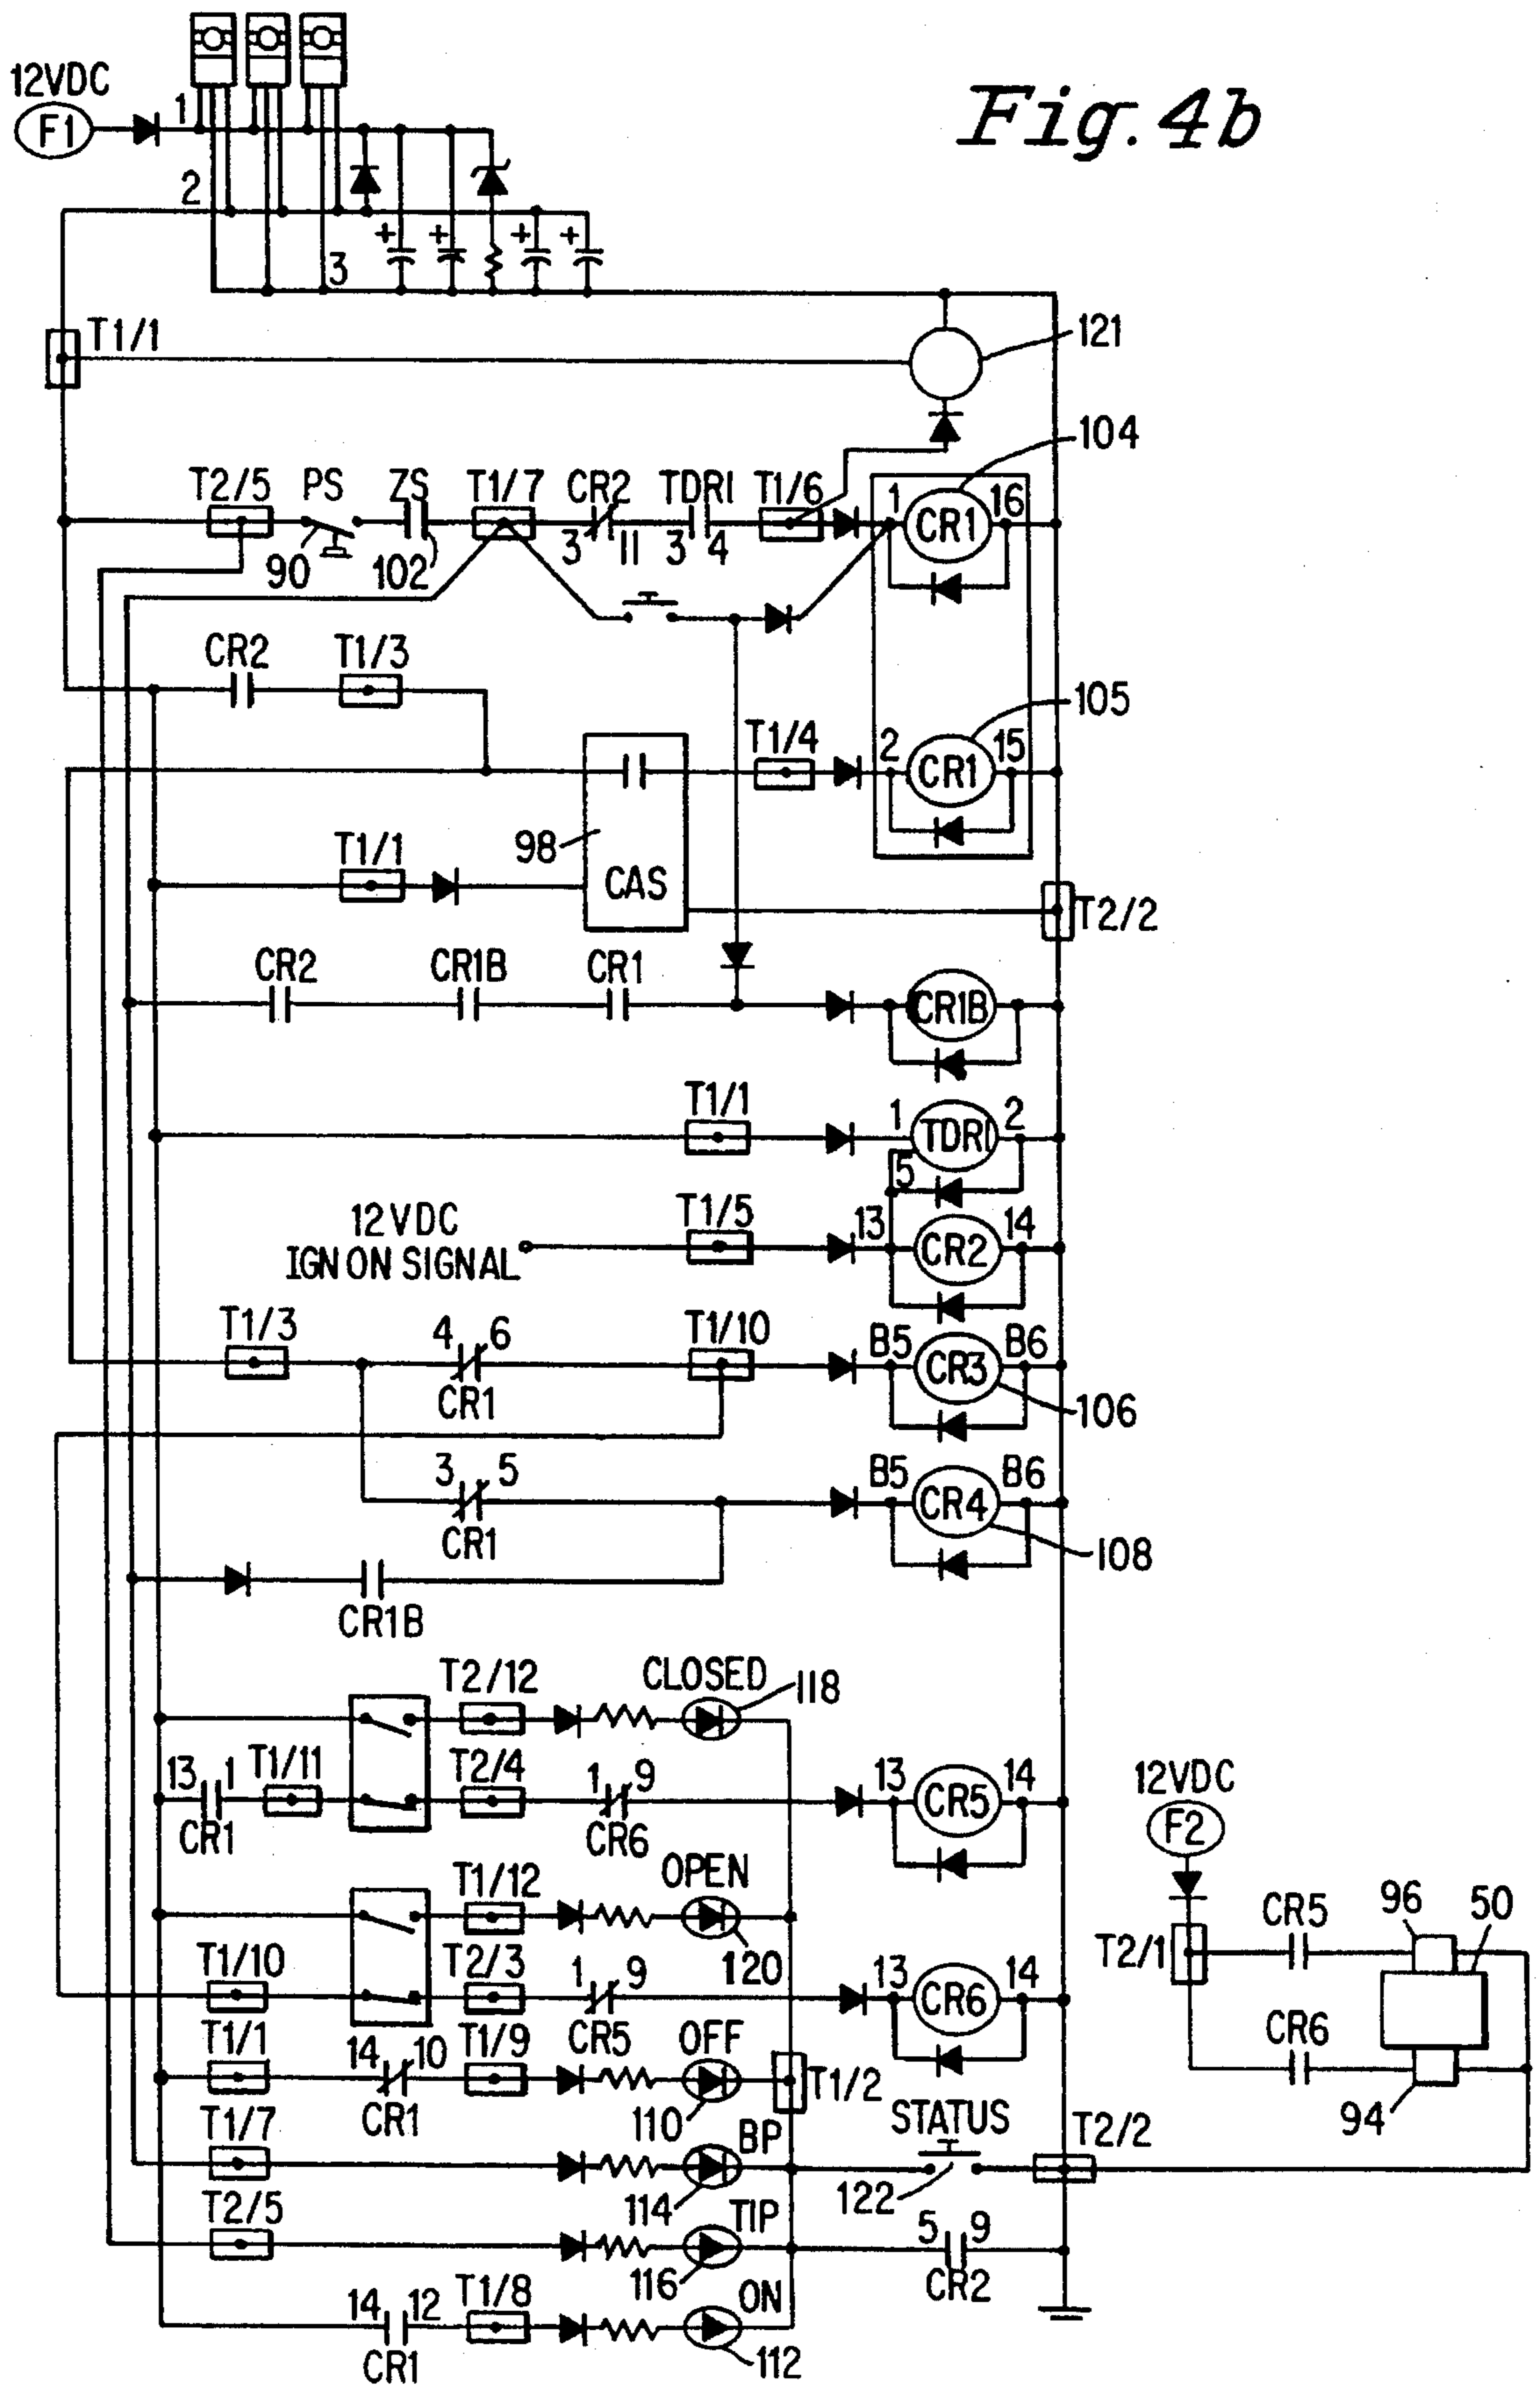 Fig. 4b
12VDC
F1
1
2
3
+ + + +
T1/1
121
104
T2/5 PS ZS T1/7 CR2 TDR1 T1/6 1 16
CR1
90 102 3 11 3 4
CR2 T1/3
105
T1/4 2 15
CR1
98
T1/1
CAS
T2/2
CR2 CR1B CR1
CR1B
T1/1 1 2
TDR1
5
12VDC
IGN ON SIGNAL
T1/5 13 14
CR2
T1/3 4 6 T1/10 B5 B6
CR3
CR1
106
3 5 B5 B6
CR4
CR1
108
CR1B
T2/12 CLOSED 118
13 1 T1/11 T2/4 1 9 13 14
CR5
CR1 CR6
12VDC
F2
T1/12 OPEN
120
CR5 96 50
T2/1
T1/10 T2/3 1 9 13 14
CR6
CR5
CR6
94
T1/1 14 10 T1/9 OFF
CR1 110
T1/2
T1/7 BP STATUS T2/2
114 122
T2/5 TIP 5 9
116 CR2
14 12 T1/8 ON
CR1 112